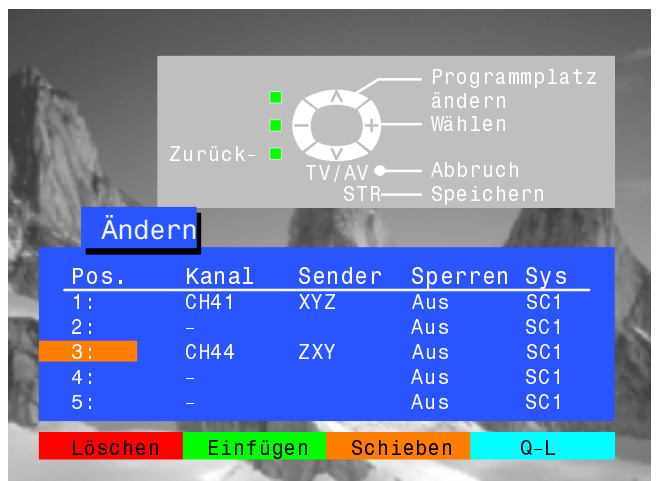 Programmplatz
ändern
Wählen
Zurück-
TV/AV Abbruch
STR Speichern
Ändern
Pos. Kanal Sender Sperren Sys
1: CH41 XYZ Aus SC1
2: – Aus SC1
3: CH44 ZXY Aus SC1
4: – Aus SC1
5: – Aus SC1
Löschen Einfügen Schieben Q-L